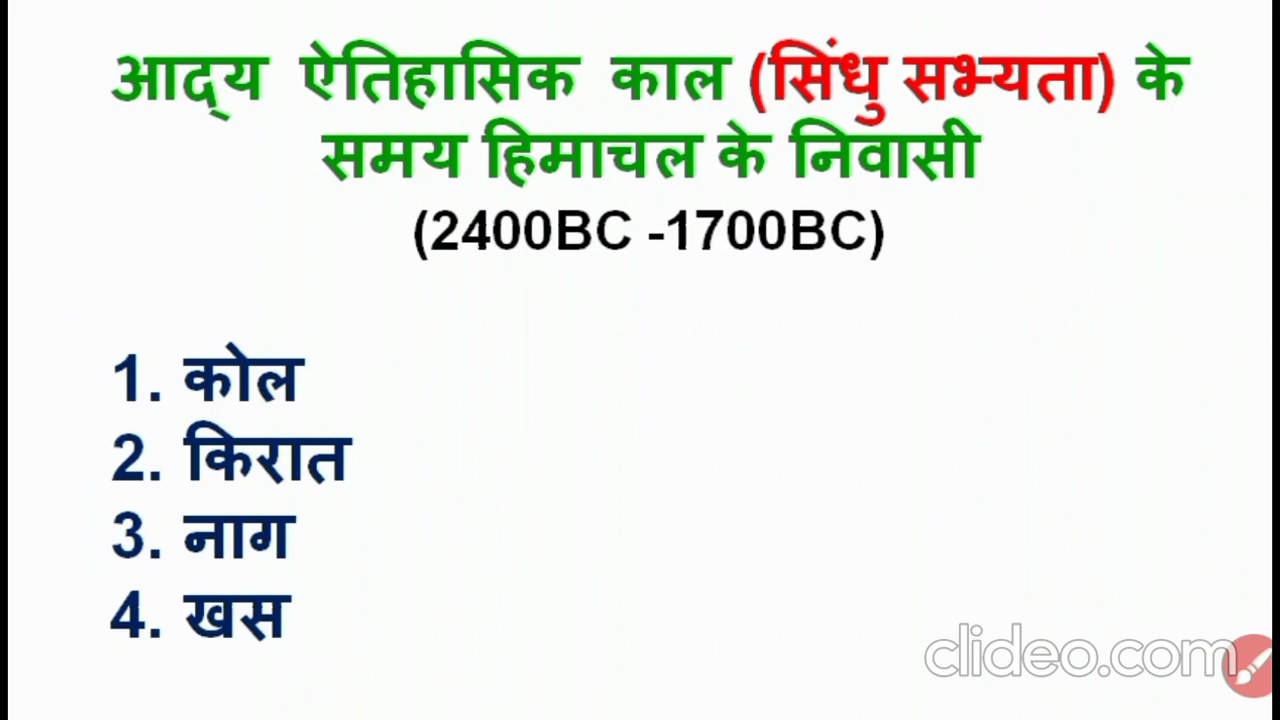 आद्य ऐतिहासिक काल (सिंधु सभ्यता) के
समय हिमाचल के निवासी
(2400BC -1700BC)
1. कोल
2. किरात
3. नाग
4. खस
clideo.com